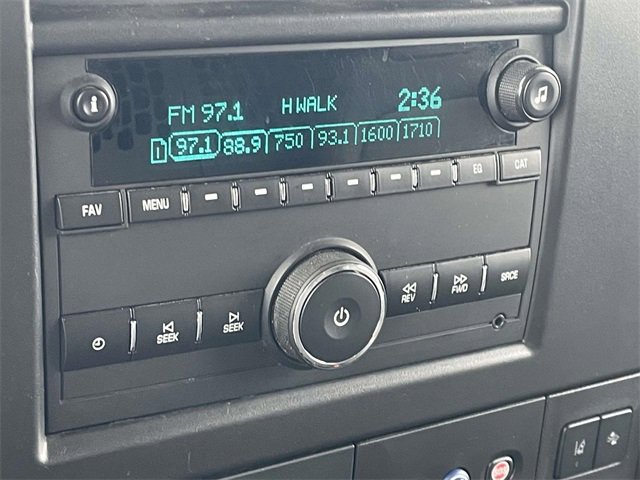 FM 97.1 H WALK 2:36
1 97.1 88.9 750 93.1 1600 1710
FAV MENU EQ CAT
SEEK SEEK REV FWD SRCE